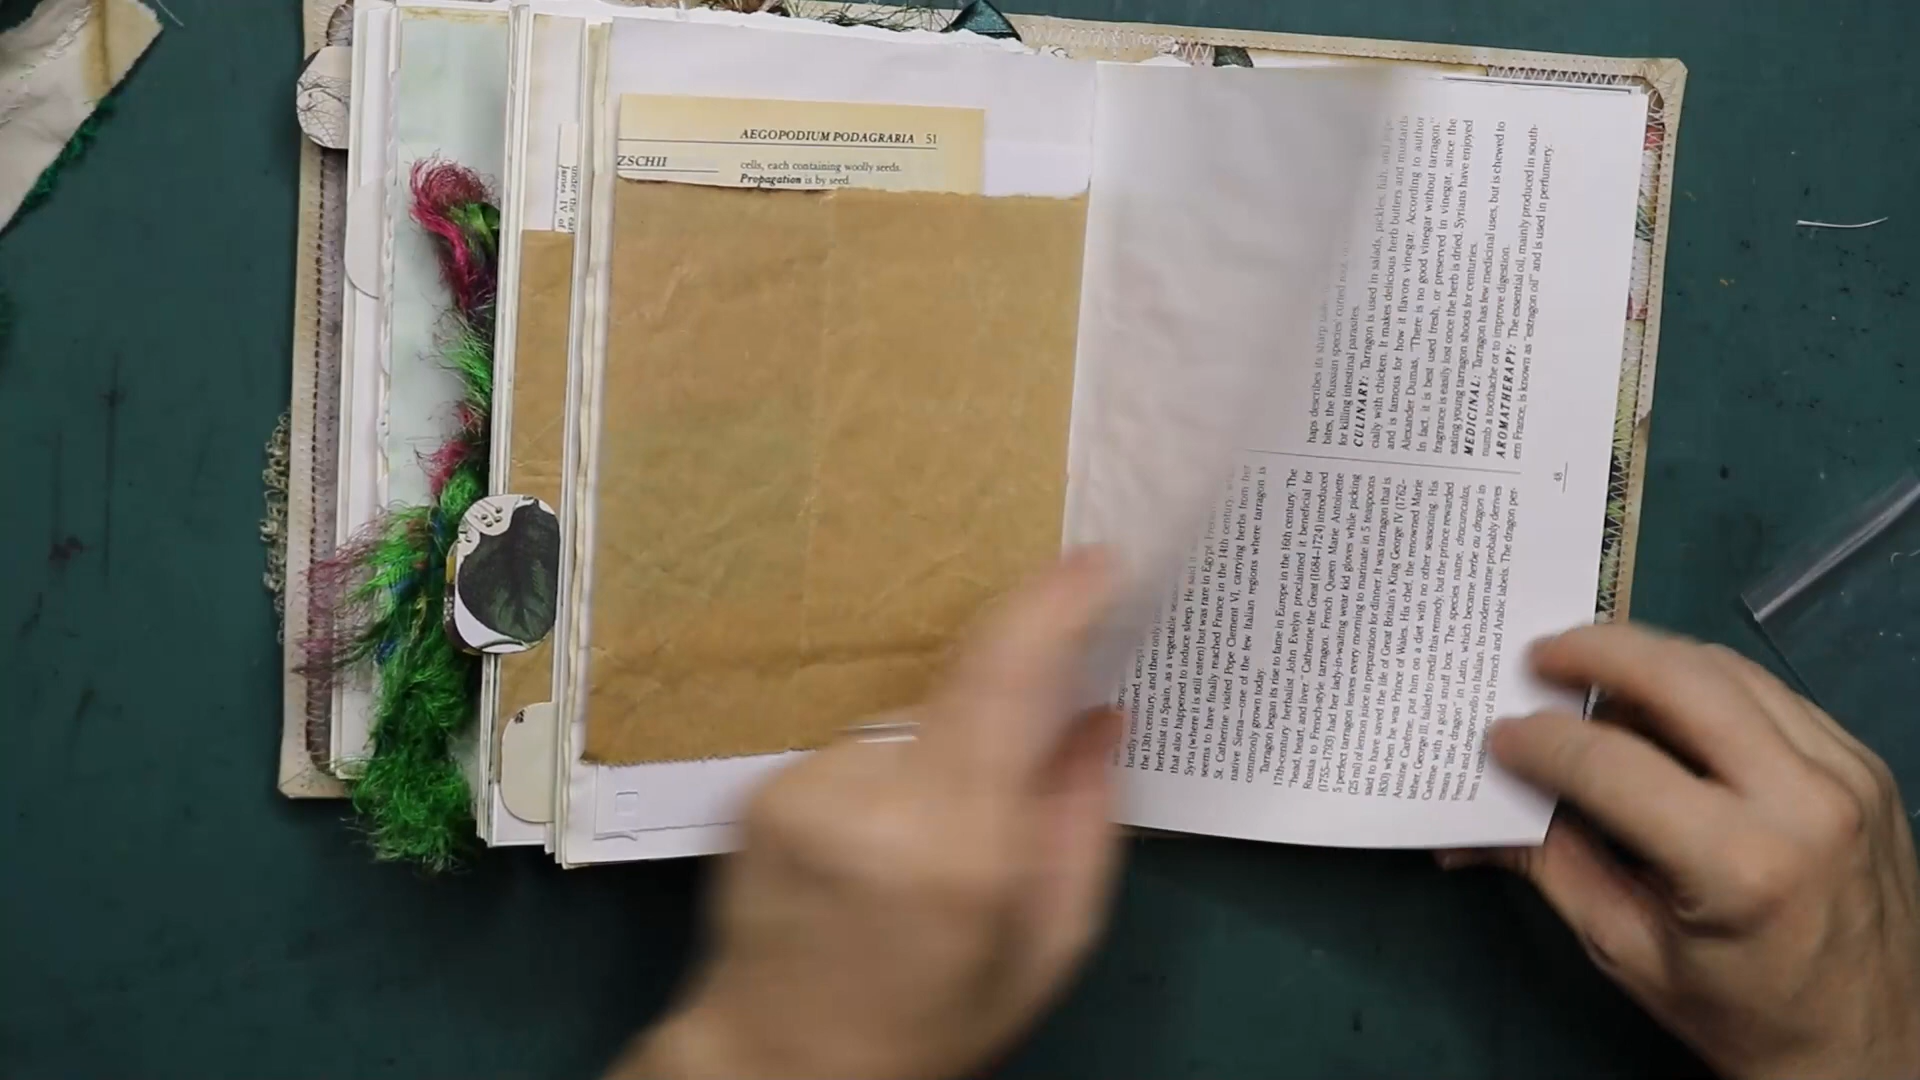 AEGOPODIUM PODAGRARIA 51
ZSCHII
cells, each containing woolly seeds.
Propagation is by seed.
under the ear
James IV of
hardly mentioned, except
the 13th century, and then only in
herbalist in Spain, as a vegetable
that also happened to induce sleep. He said it
Syria (where it is still eaten) but was rare in Egypt
seems to have finally reached France in the 14th century,
St. Catherine visited Pope Clement VI, carrying herbs from her
native Siena—one of the few Italian regions where tarragon is
commonly grown today.
Tarragon began its rise to fame in Europe in the 16th century. The
17th-century herbalist John Evelyn proclaimed it beneficial for
"head, heart, and liver." Catherine the Great (1684–1724) introduced
Russia to French-style tarragon. French Queen Marie Antoinette
(1755–1793) had her lady-in-waiting wear kid gloves while picking
5 perfect tarragon leaves every morning to marinate in 5 teaspoons
(25 ml) of lemon juice in preparation for dinner. It was tarragon that is
said to have saved the life of Great Britain's King George IV (1762–
1830) when he was Prince of Wales. His chef, the renowned Marie
Antoine Carême, put him on a diet with no other seasoning. His
father, George III, failed to credit this remedy, but the prince rewarded
Carême with a gold snuff box. The species name, dracunculus,
means "little dragon" in Latin, which became herbe au dragon in
French and dragoncello in Italian. Its modern name probably derives
from a combination of its French and Arabic labels. The dragon per-
haps describes its sharp
bites, the Russian species' curled
for killing intestinal parasites.
CULINARY: Tarragon is used in salads, pickles, fish, and
cially with chicken. It makes delicious herb butters and mustards
and is famous for how it flavors vinegar. According to author
Alexander Dumas, "There is no good vinegar without tarragon."
In fact, it is best used fresh, or preserved in vinegar, since the
fragrance is easily lost once the herb is dried. Syrians have enjoyed
eating young tarragon shoots for centuries.
MEDICINAL: Tarragon has few medicinal uses, but is chewed to
numb a toothache or to improve digestion.
AROMATHERAPY: The essential oil, mainly produced in south-
ern France, is known as "estragon oil" and is used in perfumery.
48